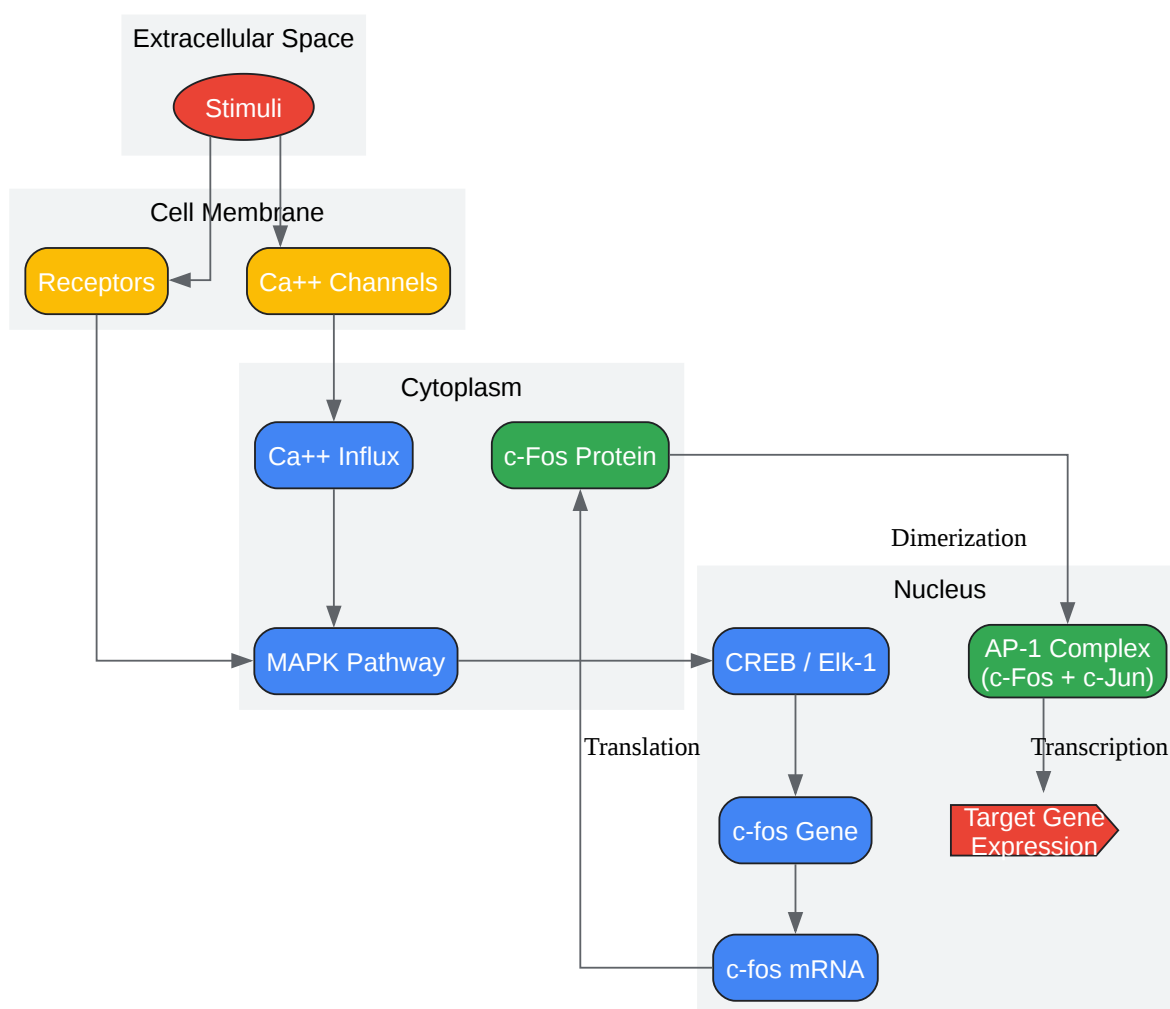 Extracellular Space
Stimuli
Cell Membrane
Receptors
Ca++ Channels
Cytoplasm
Ca++ Influx
c-Fos Protein
Dimerization
Nucleus
MAPK Pathway
CREB / Elk-1
AP-1 Complex
(c-Fos + c-Jun)
Translation
Transcription
c-fos Gene
Target Gene
Expression
c-fos mRNA